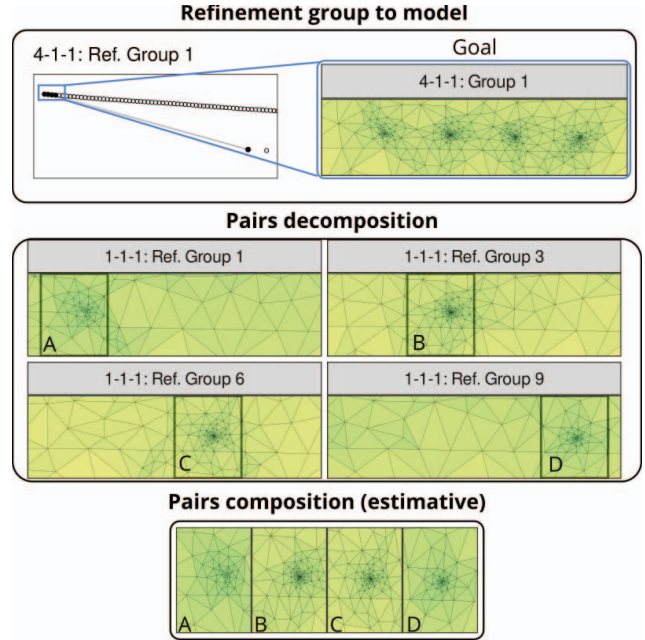 Refinement group to model
4-1-1: Ref. Group 1
Goal
4-1-1: Group 1
Pairs decomposition
1-1-1: Ref. Group 1
1-1-1: Ref. Group 3
A
B
1-1-1: Ref. Group 6
1-1-1: Ref. Group 9
C
D
Pairs composition (estimative)
A
B
C
D